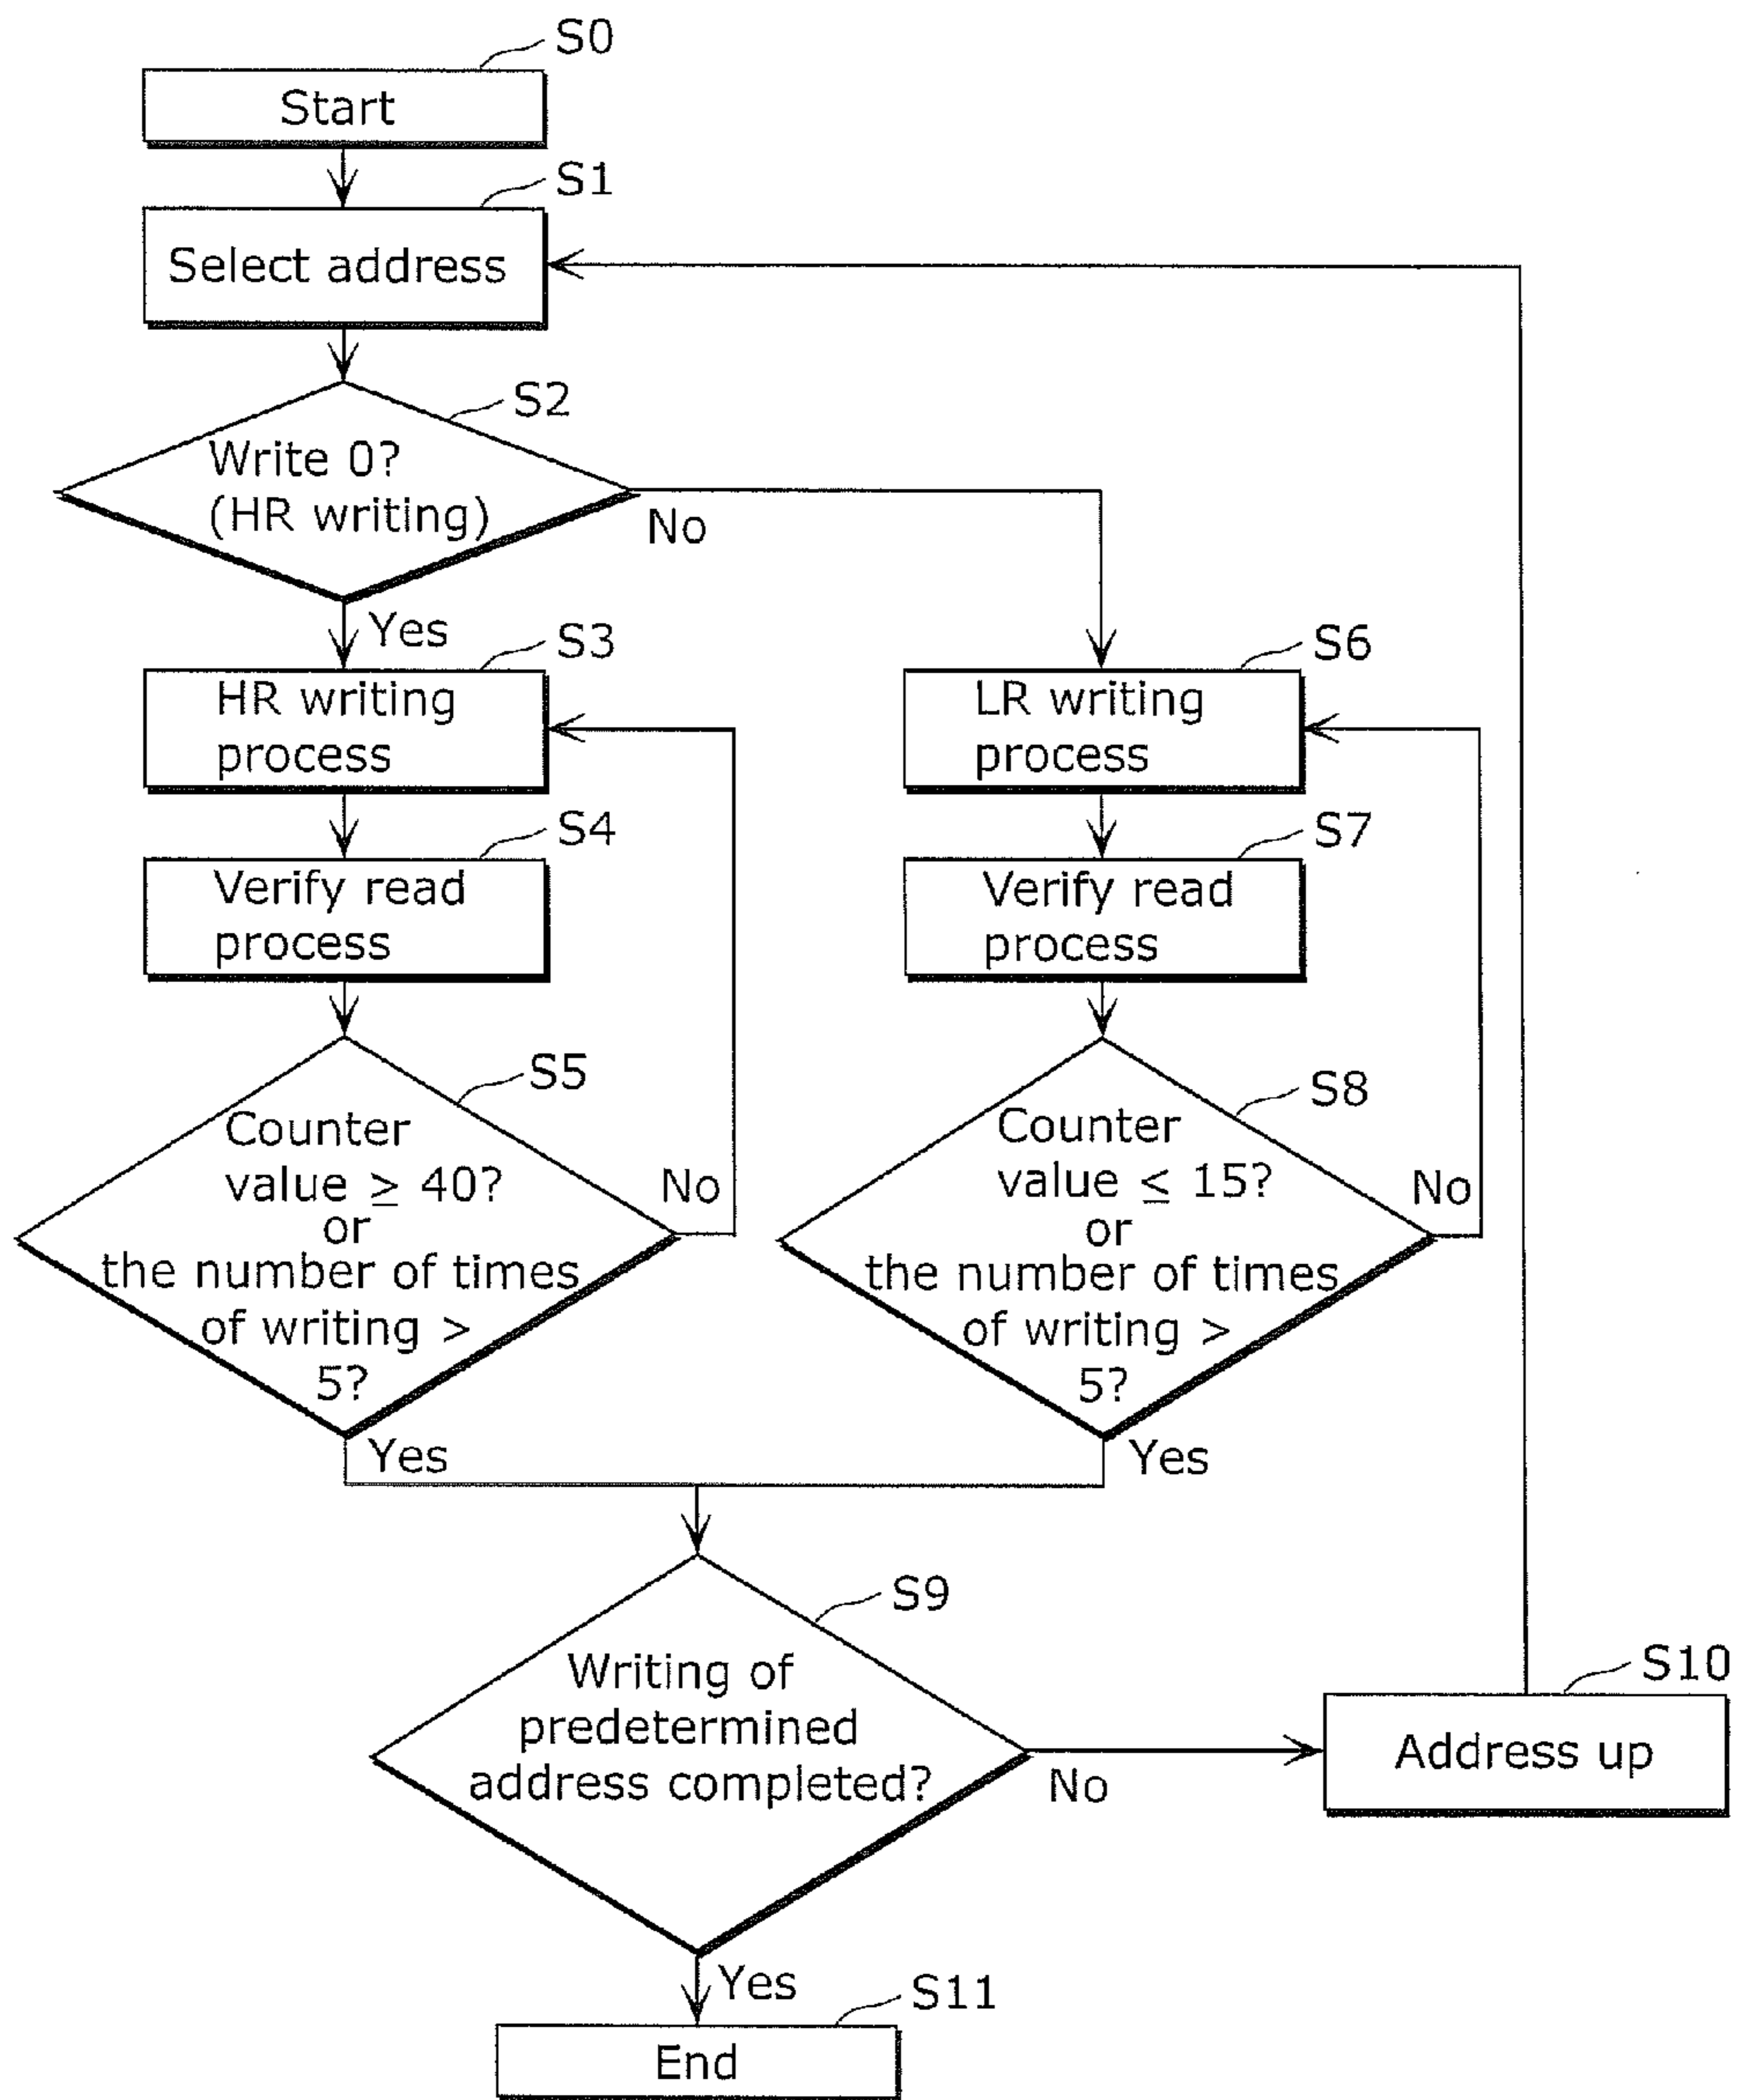 S0
Start
S1
Select address
S2
Write 0?
(HR writing)
No
Yes
S3
HR writing
process
S6
LR writing
process
S4
Verify read
process
S7
Verify read
process
S5
Counter
value ≥ 40?
or
the number of times
of writing >
5?
No
Yes
S8
Counter
value ≤ 15?
or
the number of times
of writing >
5?
No
Yes
S9
Writing of
predetermined
address completed?
No
S10
Address up
Yes
S11
End